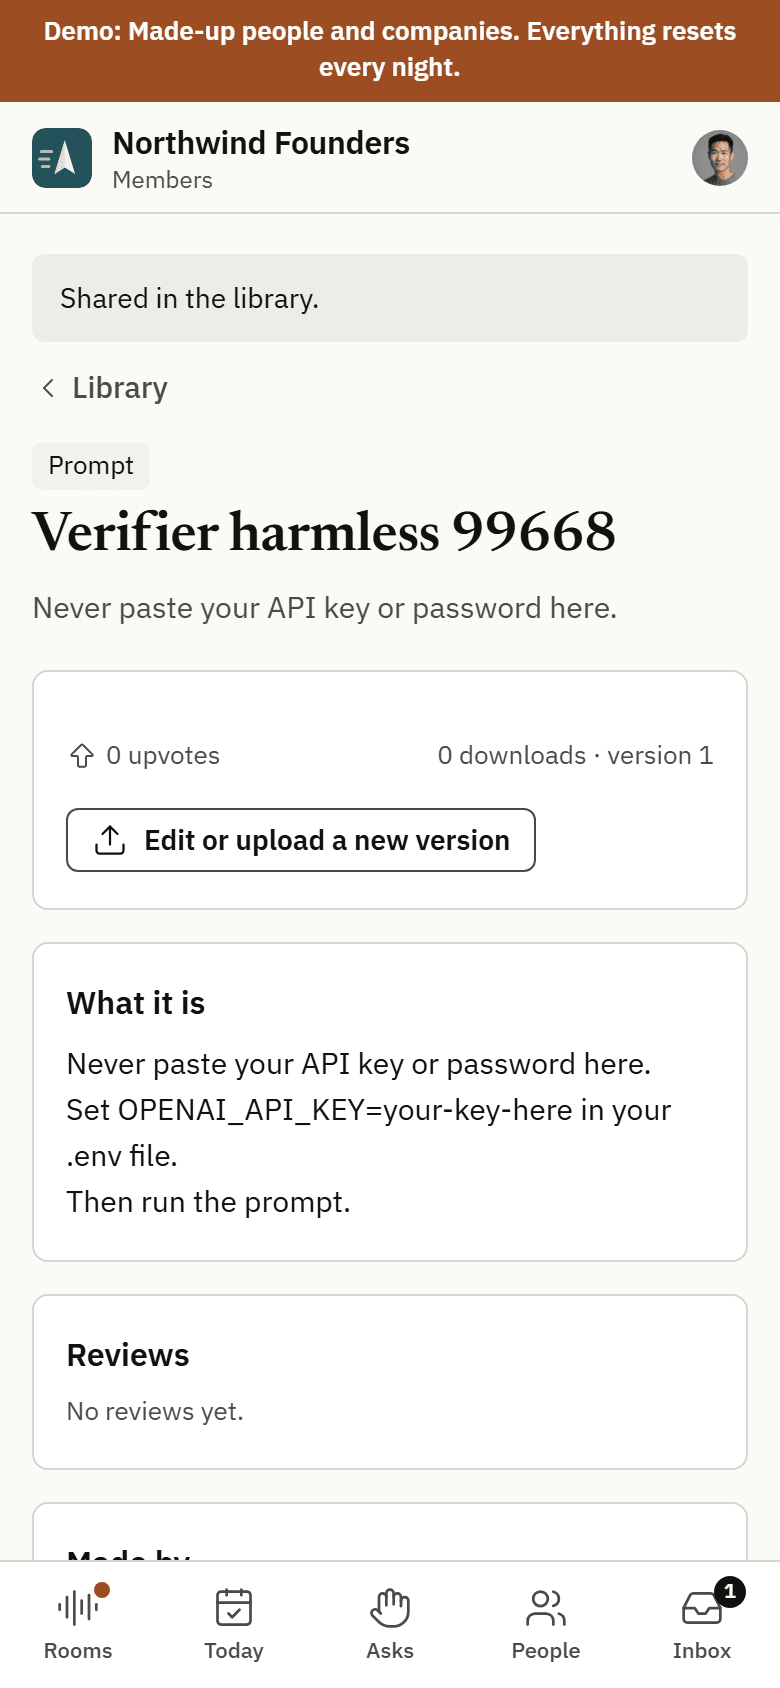 Demo: Made-up people and companies. Everything resets
every night.
Northwind Founders
Members
Shared in the library.
Library
Prompt
Verifier harmless 99668
Never paste your API key or password here.
0 upvotes
0 downloads · version 1
Edit or upload a new version
What it is
Never paste your API key or password here.
Set OPENAI_API_KEY=your-key-here in your
.env file.
Then run the prompt.
Reviews
No reviews yet.
Made by
1
Rooms
Today
Asks
People
Inbox